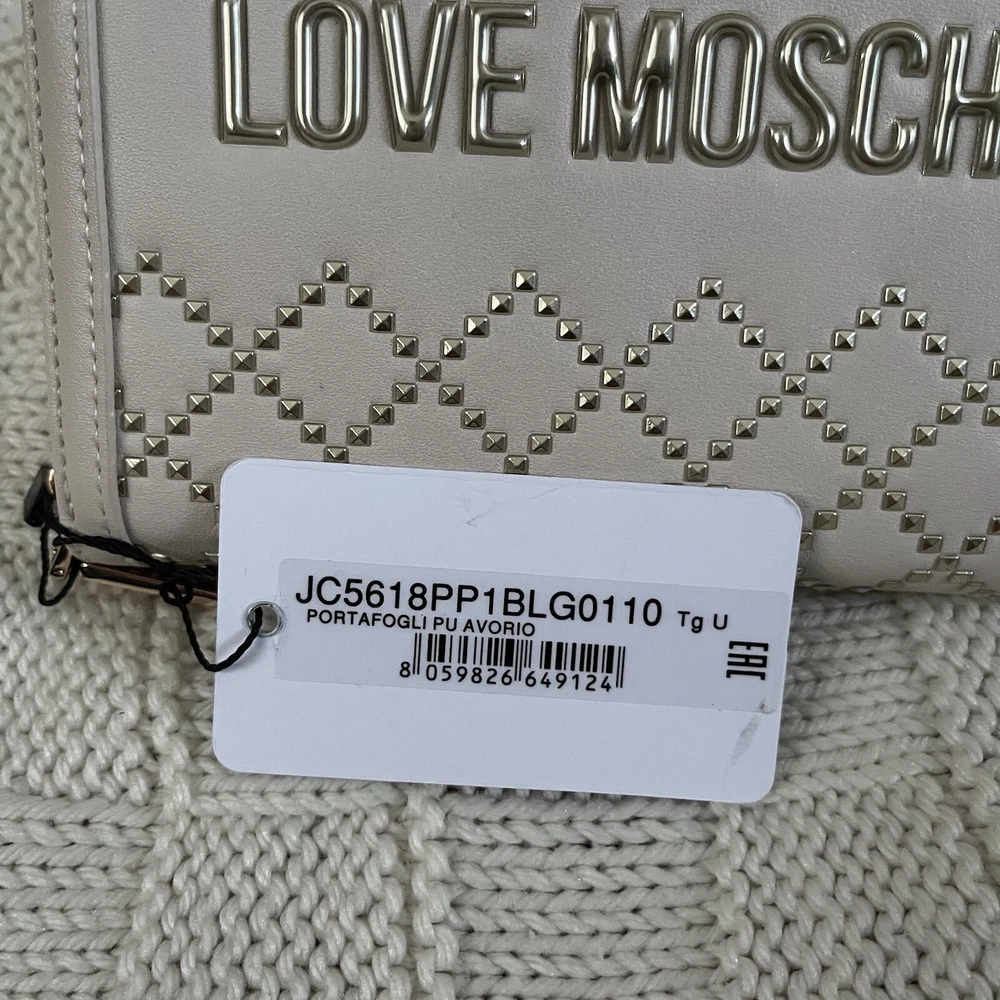 LOVE MOSCH
JC5618PP1BLG0110 Tg U
PORTAFOGLI PU AVORIO
8 059826 649124
EAC